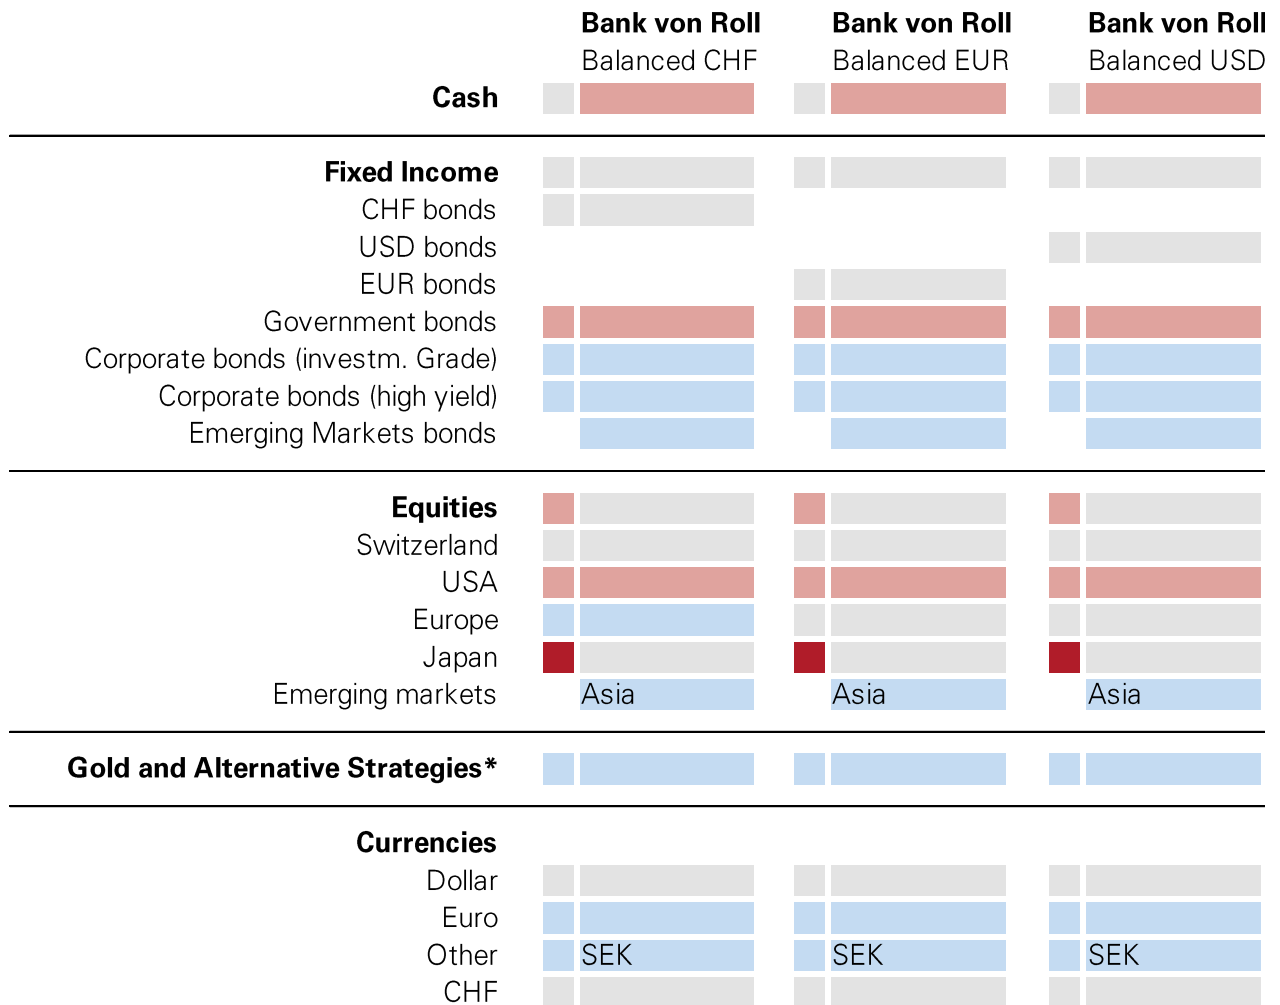 Bank von Roll Bank von Roll Bank von Roll
Balanced CHF Balanced EUR Balanced USD
Cash
Fixed Income
CHF bonds
USD bonds
EUR bonds
Government bonds
Corporate bonds (investm. Grade)
Corporate bonds (high yield)
Emerging Markets bonds
Equities
Switzerland
USA
Europe
Japan
Emerging markets Asia Asia Asia
Gold and Alternative Strategies*
Currencies
Dollar
Euro
Other SEK SEK SEK
CHF